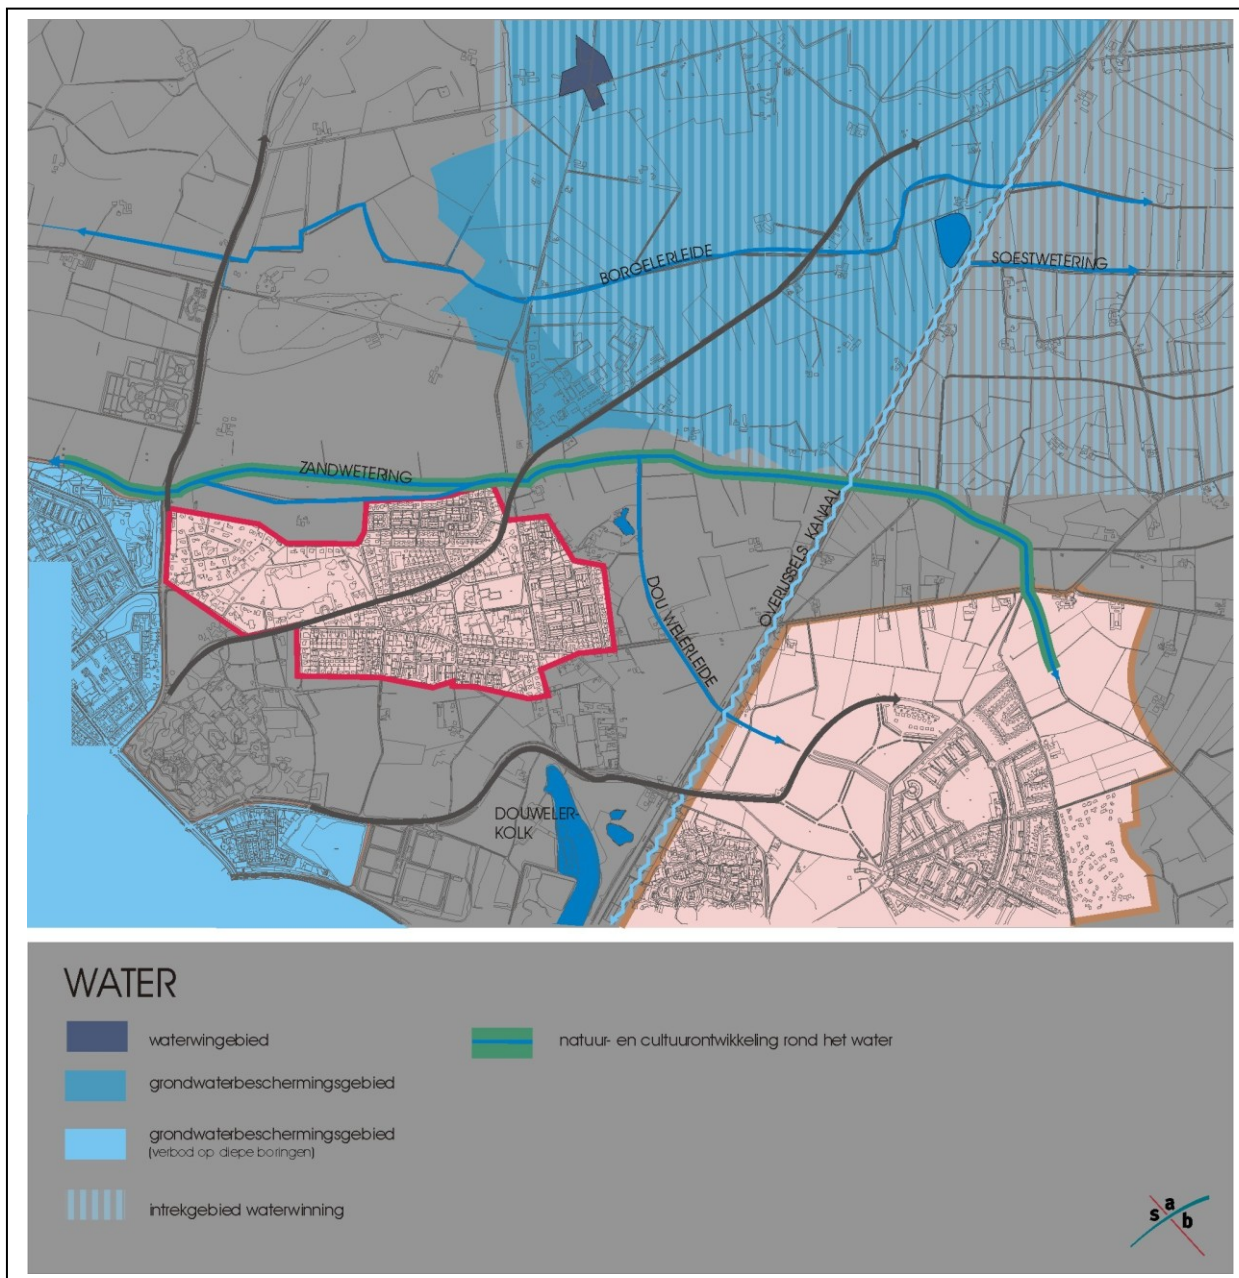 BORGELERLEIDE
SOESTWETERING
ZANDWETERING
OVERIJSSELS KANAAL
DOUWELERLEIDE
DOUWELER-
KOLK
WATER
waterwingebied
natuur- en cultuurontwikkeling rond het water
grondwaterbeschermingsgebied
grondwaterbeschermingsgebied
(verbod op diepe boringen)
intrekgebied waterwinning
s a b